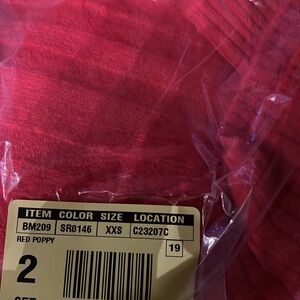 ITEM COLOR SIZE LOCATION
BM209 SR0146 XXS C23207C
RED POPPY 19
2